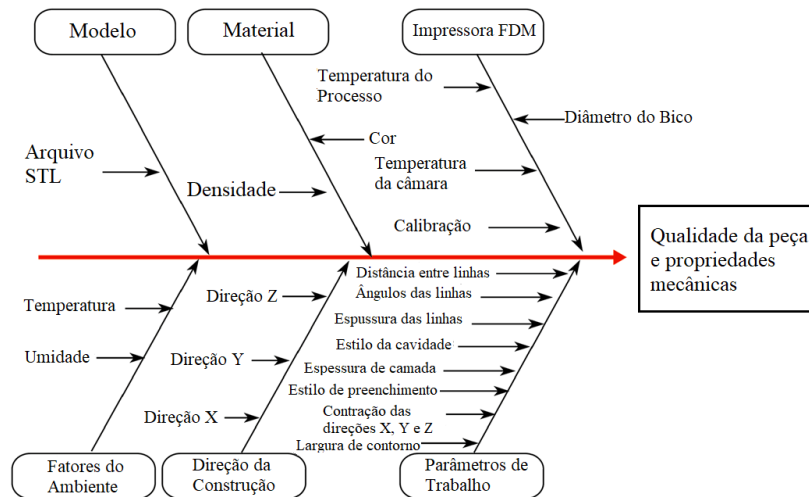 Modelo
Material
Impressora FDM
Temperatura do
Processo
Diâmetro do Bico
Cor
Arquivo
STL
Temperatura
da câmara
Densidade
Calibração
Qualidade da peça
e propriedades
mecânicas
Distância entre linhas
Direção Z
Ângulos das linhas
Temperatura
Espussura das linhas
Estilo da cavidade
Umidade
Direção Y
Espessura de camada
Estilo de preenchimento
Direção X
Contração das
direções X, Y e Z
Largura de contorno
Fatores do
Ambiente
Direção da
Construção
Parâmetros de
Trabalho